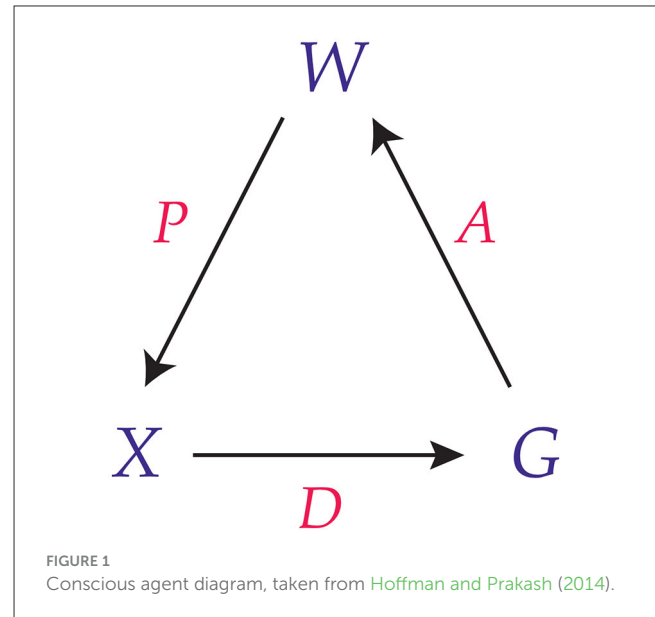 W
P
A
X
G
D
FIGURE 1
Conscious agent diagram, taken from Hoffman and Prakash (2014).